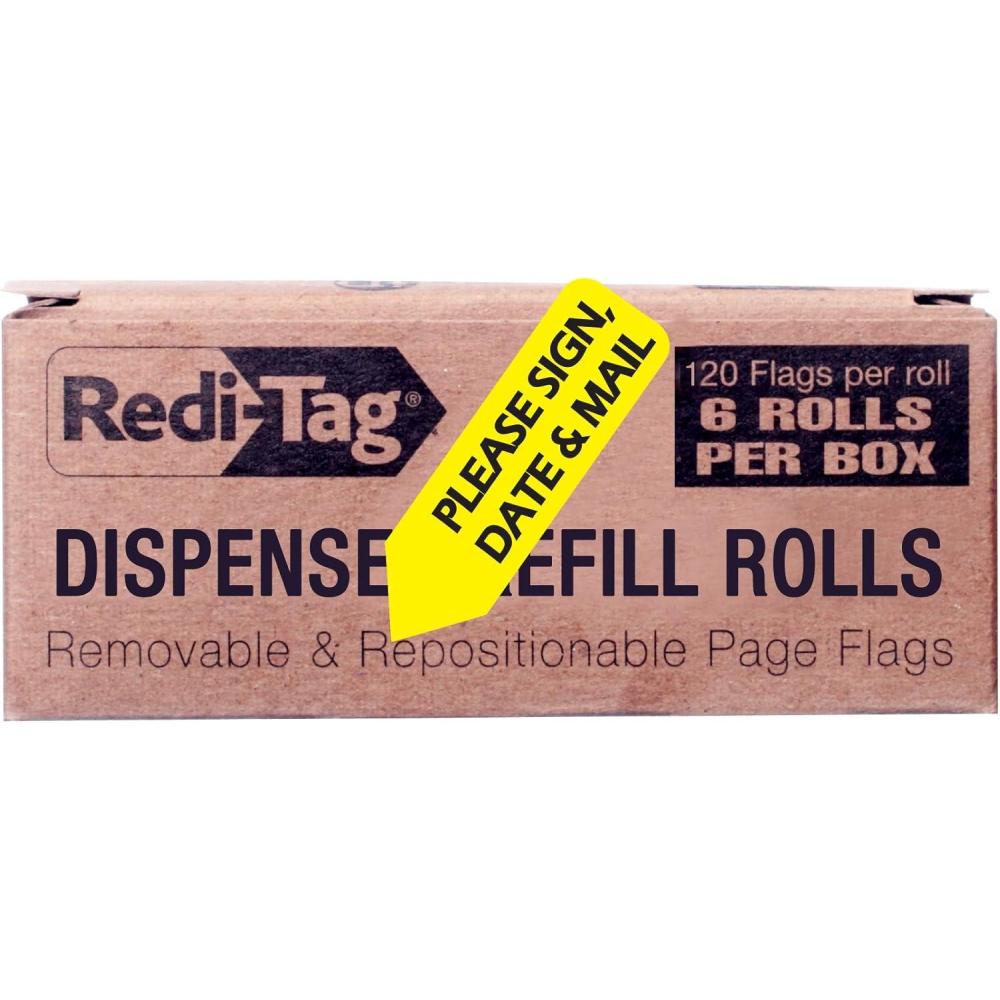 Redi-Tag®
PLEASE SIGN,
DATE & MAIL
120 Flags per roll
6 ROLLS
PER BOX
DISPENSE EFILL ROLLS
Removable & Repositionable Page Flags